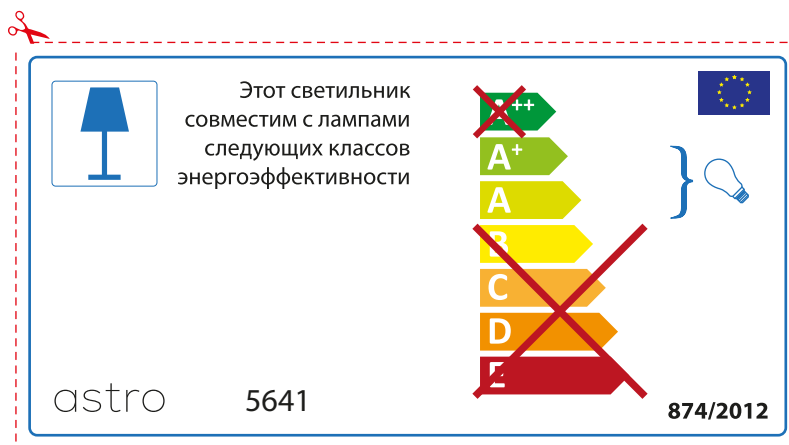 Этот светильник
совместим с лампами
следующих классов
энергоэффективности
A++
A+
A
B
C
D
E
astro
5641
874/2012